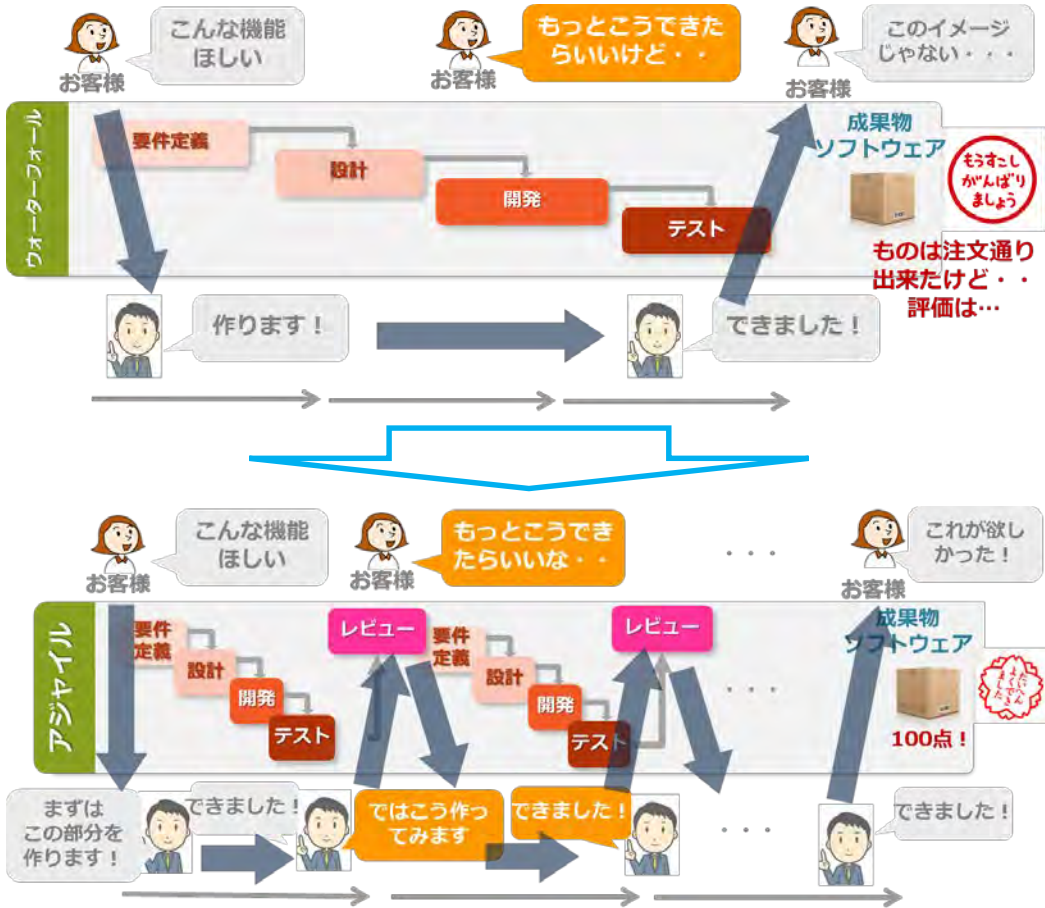 こんな機能
ほしい
お客様
もっとこうできた
らいいけど・・
このイメージ
じゃない・・・
お客様
ウォーターフォール
要件定義
設計
開発
テスト
成果物
ソフトウェア
もうすこし
がんばり
ましょう
ものは注文通り
出来たけど・・
評価は…
作ります！
できました！
こんな機能
ほしい
お客様
もっとこうでき
たらいいな・・
お客様
・・・
これが欲し
かった！
お客様
アジャイル
要件
定義
設計
開発
テスト
レビュー
要件
定義
設計
開発
テスト
レビュー
・・・
成果物
ソフトウェア
100点！
たいへん
よくでき
ました
まずは
この部分を
作ります！
できました！
ではこう作っ
てみます
できました！
・・・
できました！